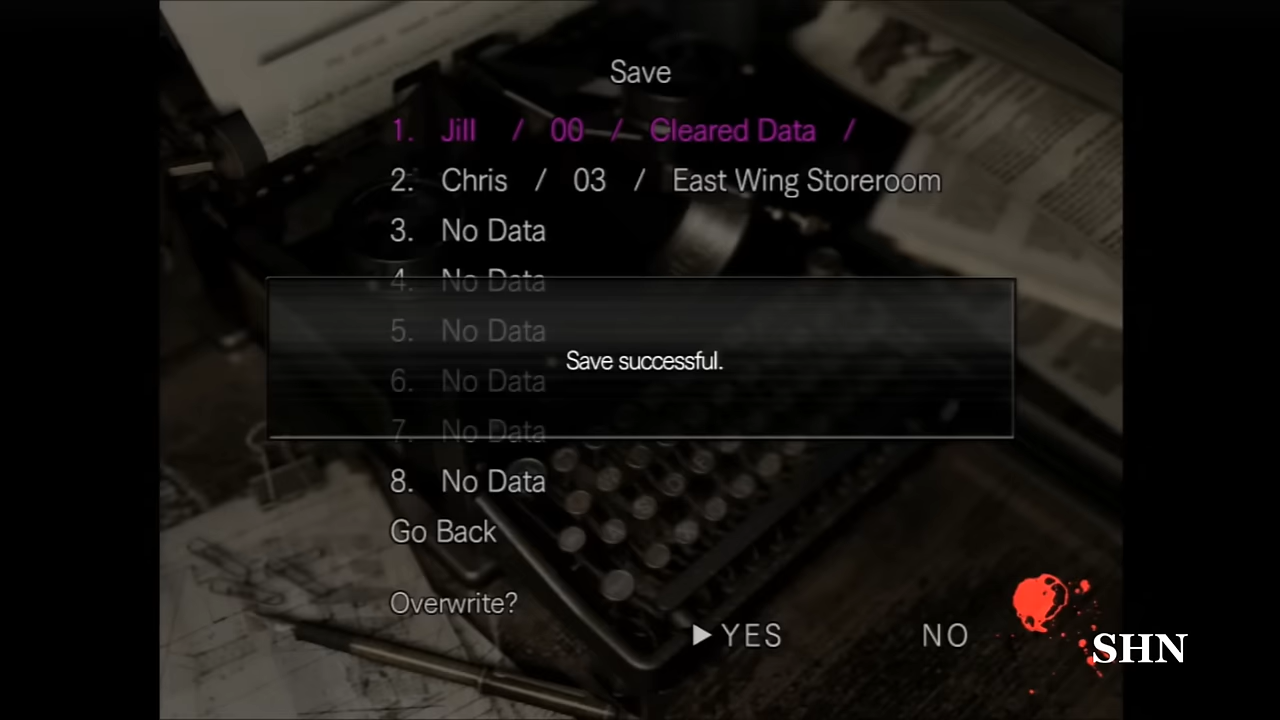 Save
1. Jill / 00 / Cleared Data /
2. Chris / 03 / East Wing Storeroom
3. No Data
4. No Data
5. No Data
Save successful.
6. No Data
7. No Data
8. No Data
Go Back
Overwrite?
YES NO
SHN